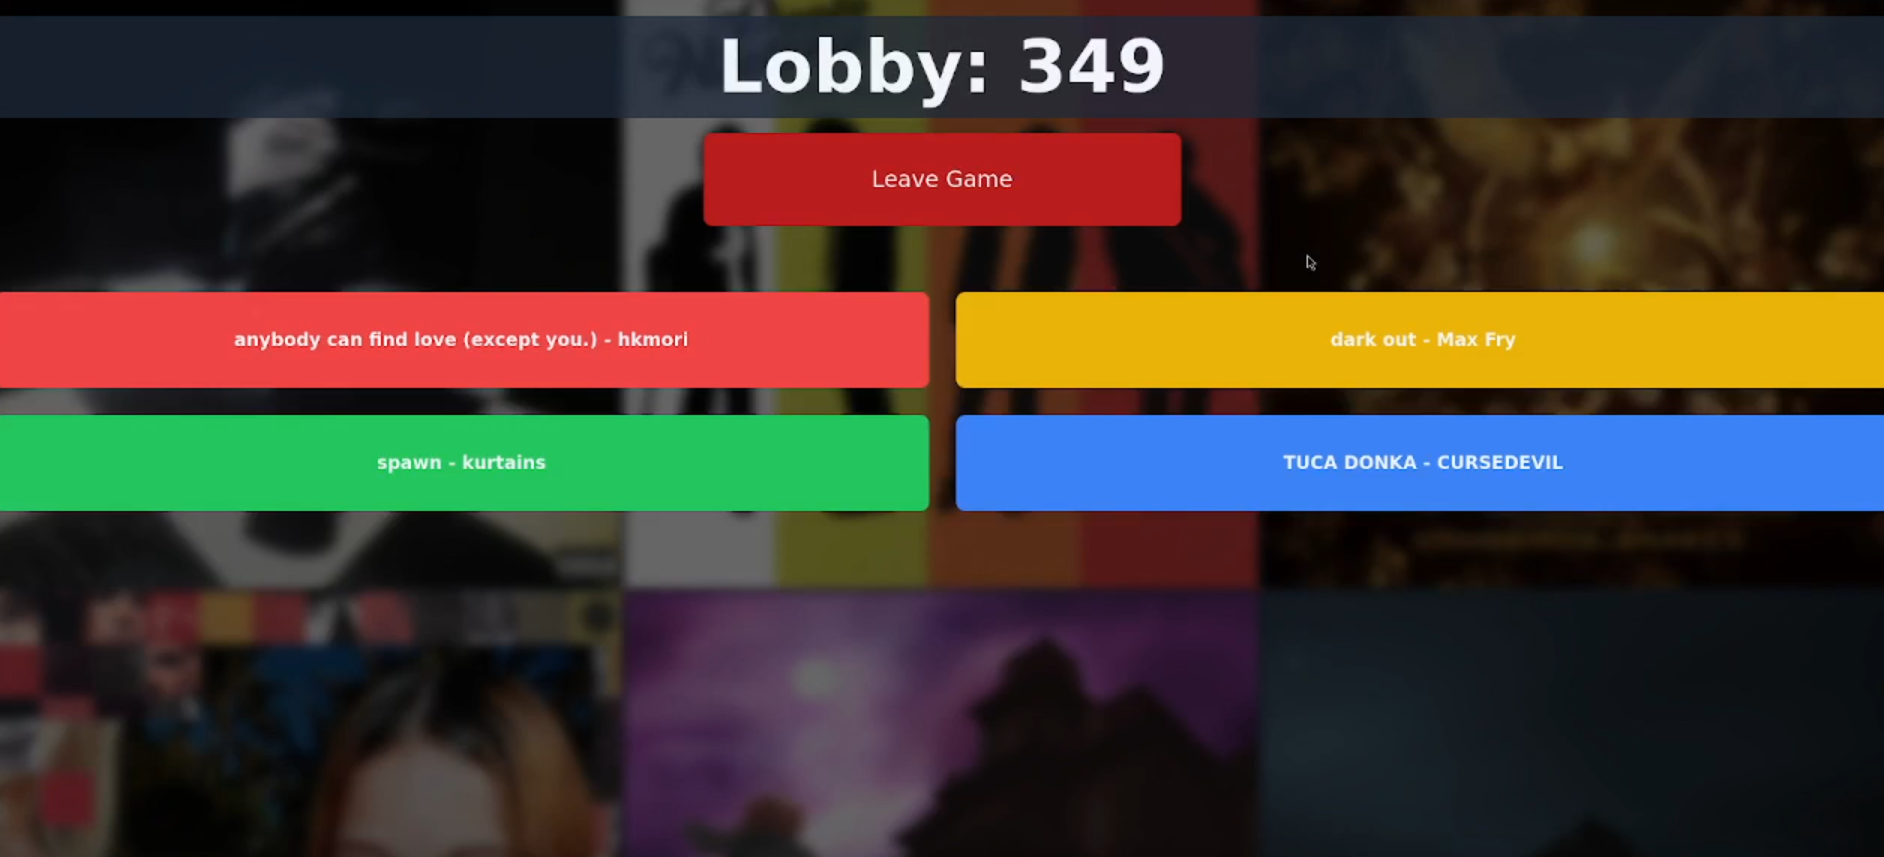 Lobby: 349
Leave Game
anybody can find love (except you.) - hkmori
dark out - Max Fry
spawn - kurtains
TUCA DONKA - CURSEDEVIL